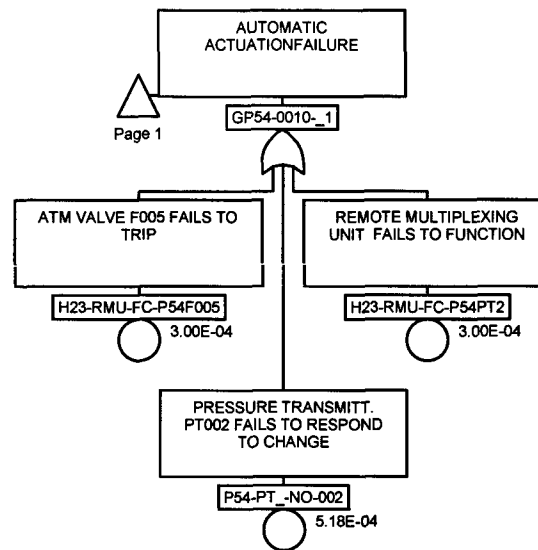 AUTOMATIC
ACTUATIONFAILURE
Page 1
GP54-0010-_1
ATM VALVE F005 FAILS TO
TRIP
REMOTE MULTIPLEXING
UNIT FAILS TO FUNCTION
H23-RMU-FC-P54F005
H23-RMU-FC-P54PT2
3.00E-04
3.00E-04
PRESSURE TRANSMITT.
PT002 FAILS TO RESPOND
TO CHANGE
P54-PT_-NO-002
5.18E-04